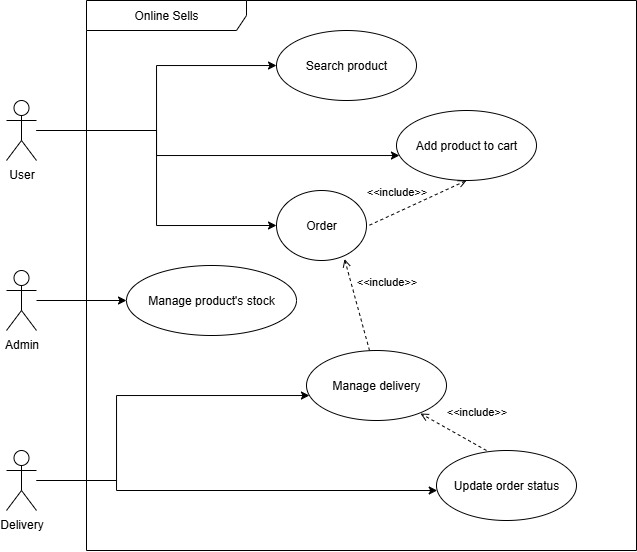 Online Sells
Search product
Add product to cart
User
<<include>>
Order
Manage product's stock
<<include>>
Admin
Manage delivery
<<include>>
Update order status
Delivery